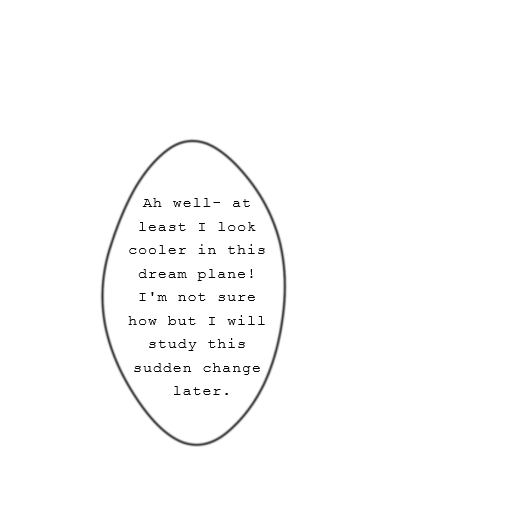 Ah well- at
least I look
cooler in this
dream plane!
I'm not sure
how but I will
study this
sudden change
later.